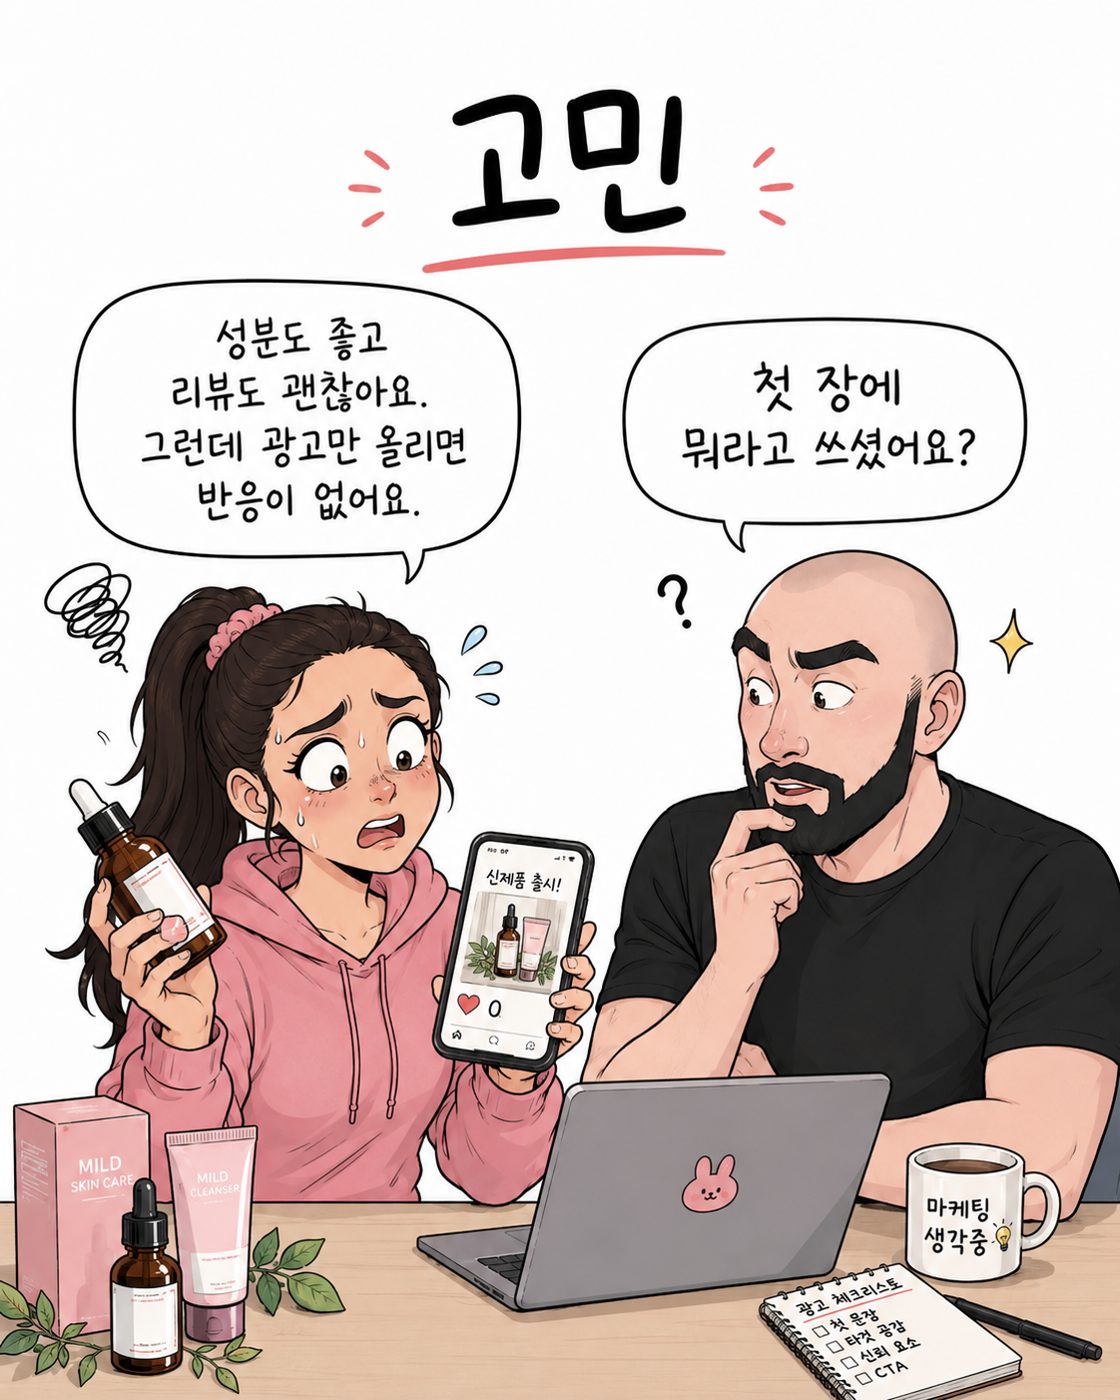 고민
성분도 좋고
리뷰도 괜찮아요.
그런데 광고만 올리면
반응이 없어요.
첫 장에
뭐라고 쓰셨어요?
?
신제품 출시!
0
MILD
SKIN CARE
MILD
CLEANSER
마케팅
생각중
광고 체크리스트
첫 문장
타겟 공감
신뢰 요소
CTA